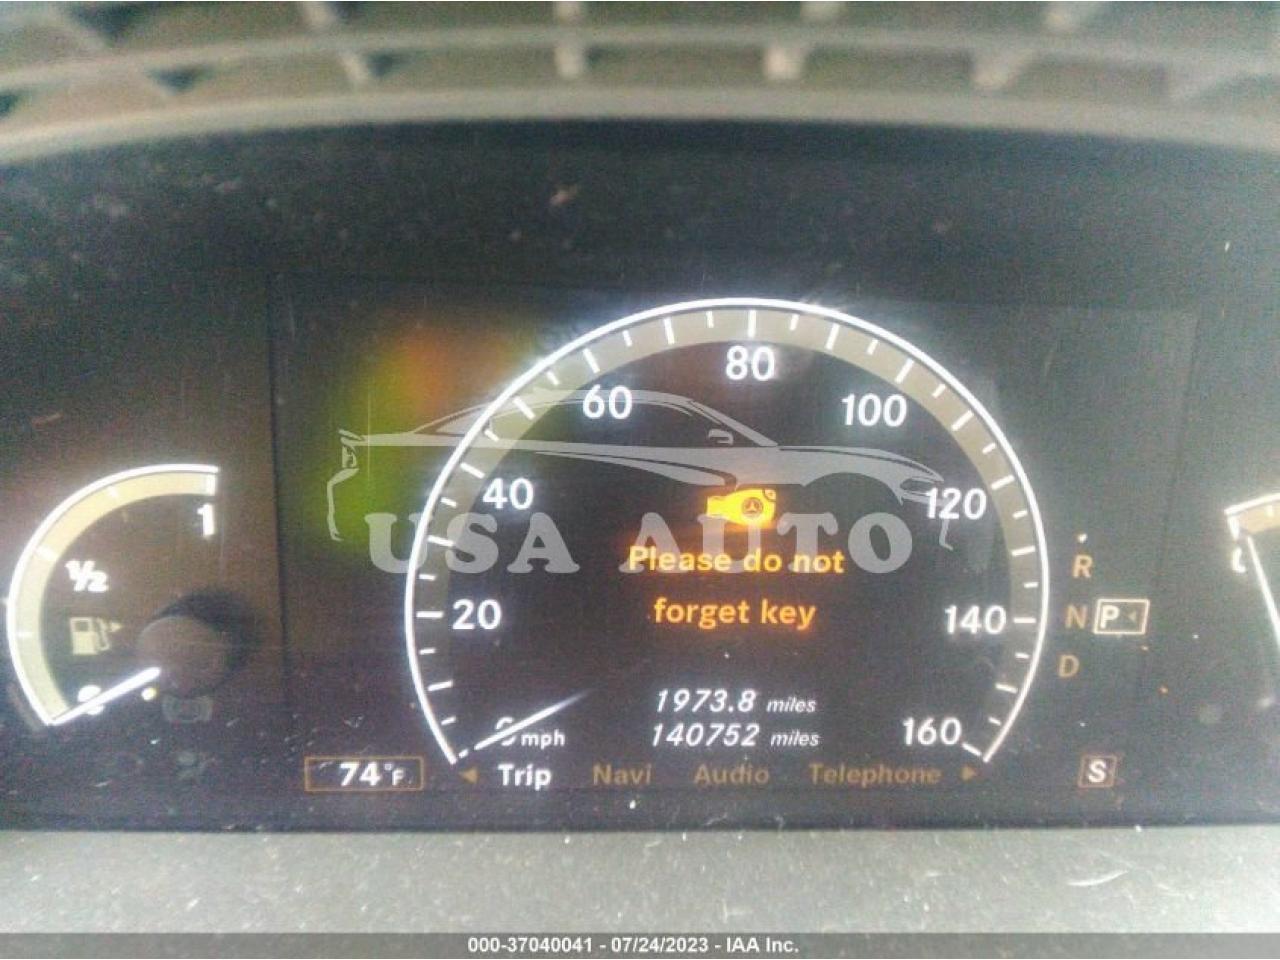 80
60
100
40
120
USA AUTO
1
1/2
Please do not
forget key
R
20
140
N P
D
1973.8 miles
140752 miles
0 mph
160
74°F
Trip Navi Audio Telephone
S
000-37040041 - 07/24/2023 - IAA Inc.